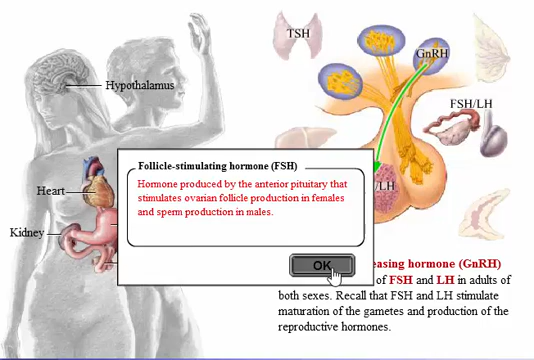 TSH
GnRH
Hypothalamus
FSH/LH
Follicle-stimulating hormone (FSH)
Hormone produced by the anterior pituitary that
stimulates ovarian follicle production in females
and sperm production in males.
Heart
/LH
Kidney
OK
easing hormone (GnRH)
of FSH and LH in adults of
both sexes. Recall that FSH and LH stimulate
maturation of the gametes and production of the
reproductive hormones.